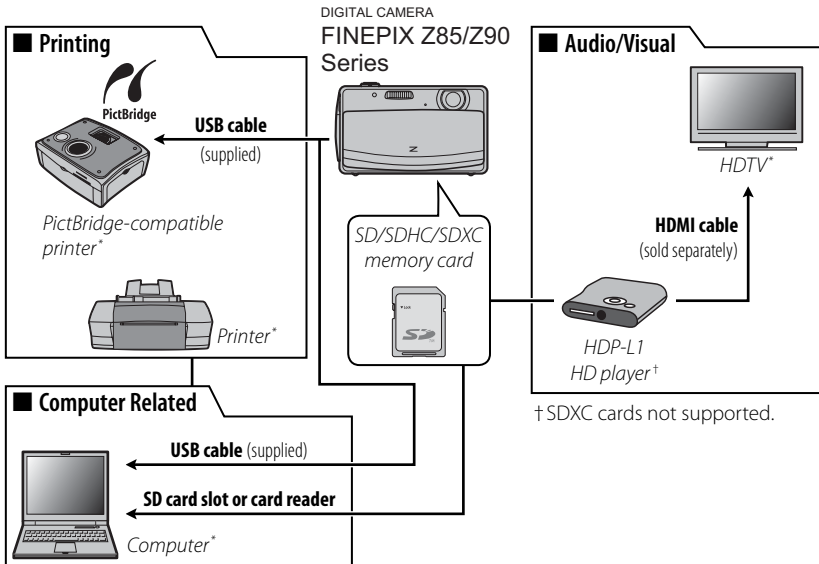 DIGITAL CAMERA
FINEPIX Z85/Z90
Series
■ Printing
PictBridge
USB cable
(supplied)
PictBridge-compatible
printer*
Printer*
Z
SD/SDHC/SDXC
memory card
Lock
SD
■ Audio/Visual
HDTV*
HDMI cable
(sold separately)
HDP-L1
HD player†
† SDXC cards not supported.
■ Computer Related
USB cable (supplied)
SD card slot or card reader
Computer*